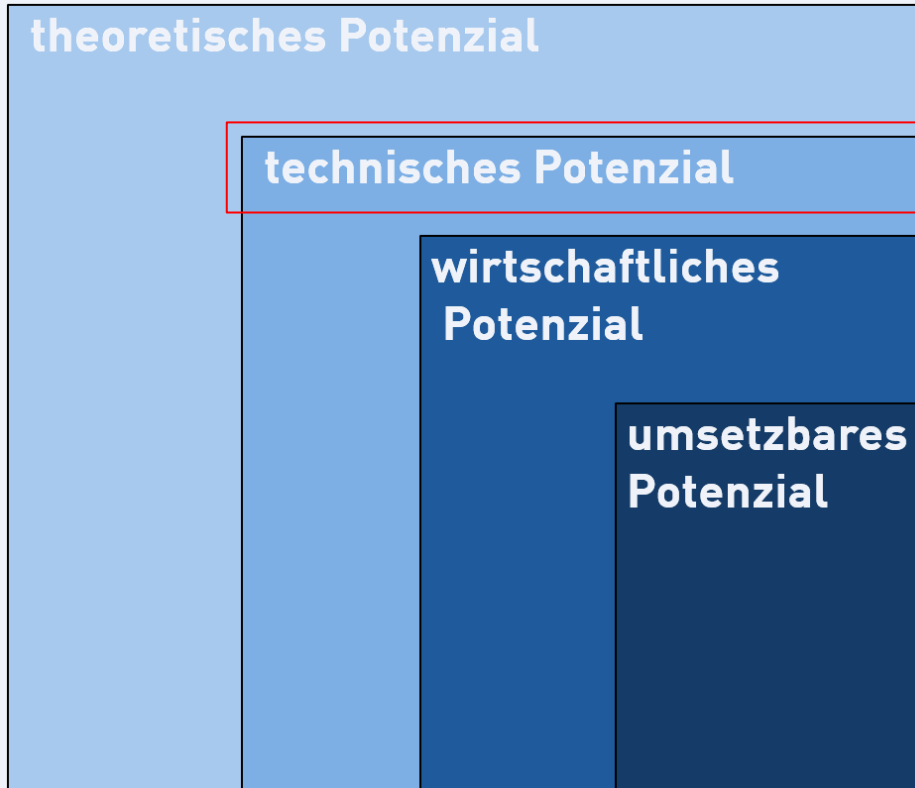 theoretisches Potenzial
technisches Potenzial
wirtschaftliches
Potenzial
umsetzbares
Potenzial